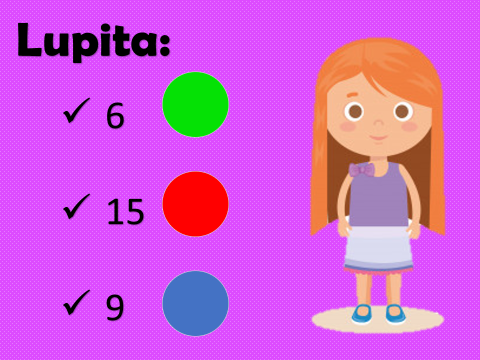 Lupita:
✓ 6
✓ 15
✓ 9